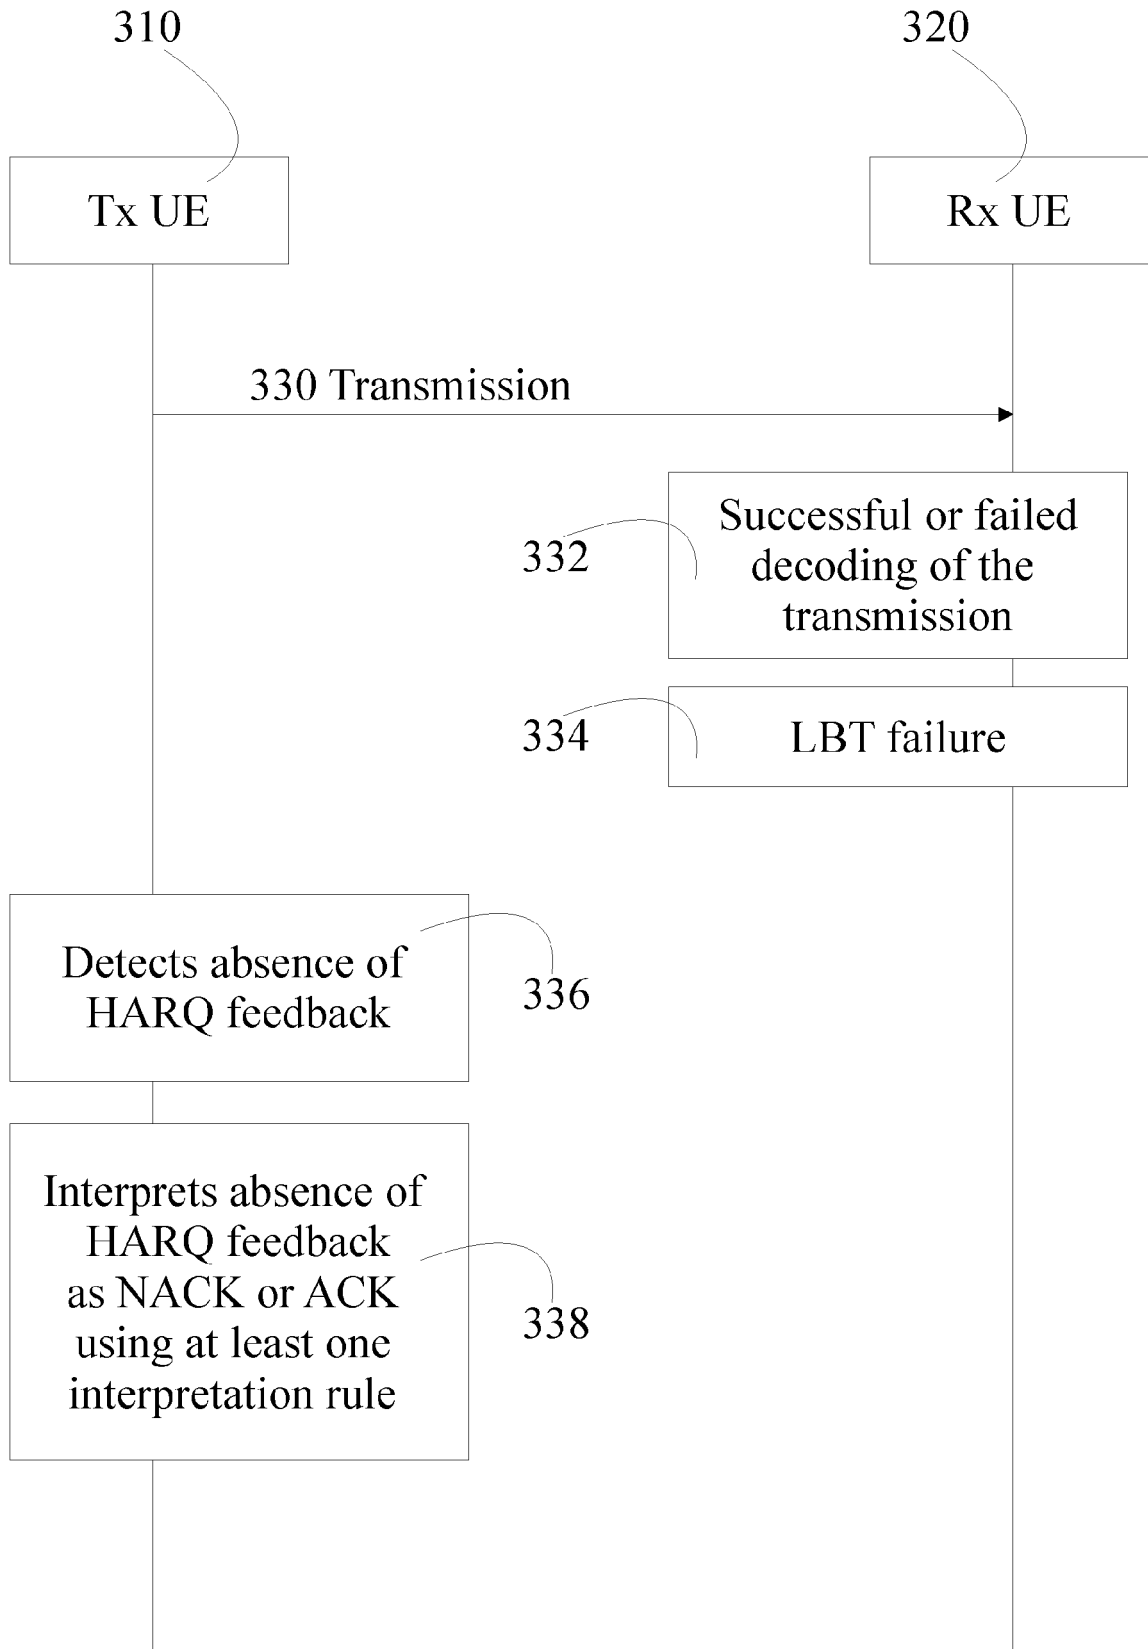 310
320
Tx UE
Rx UE
330 Transmission
332
Successful or failed
decoding of the
transmission
334
LBT failure
Detects absence of
HARQ feedback
336
Interprets absence of
HARQ feedback
as NACK or ACK
using at least one
interpretation rule
338